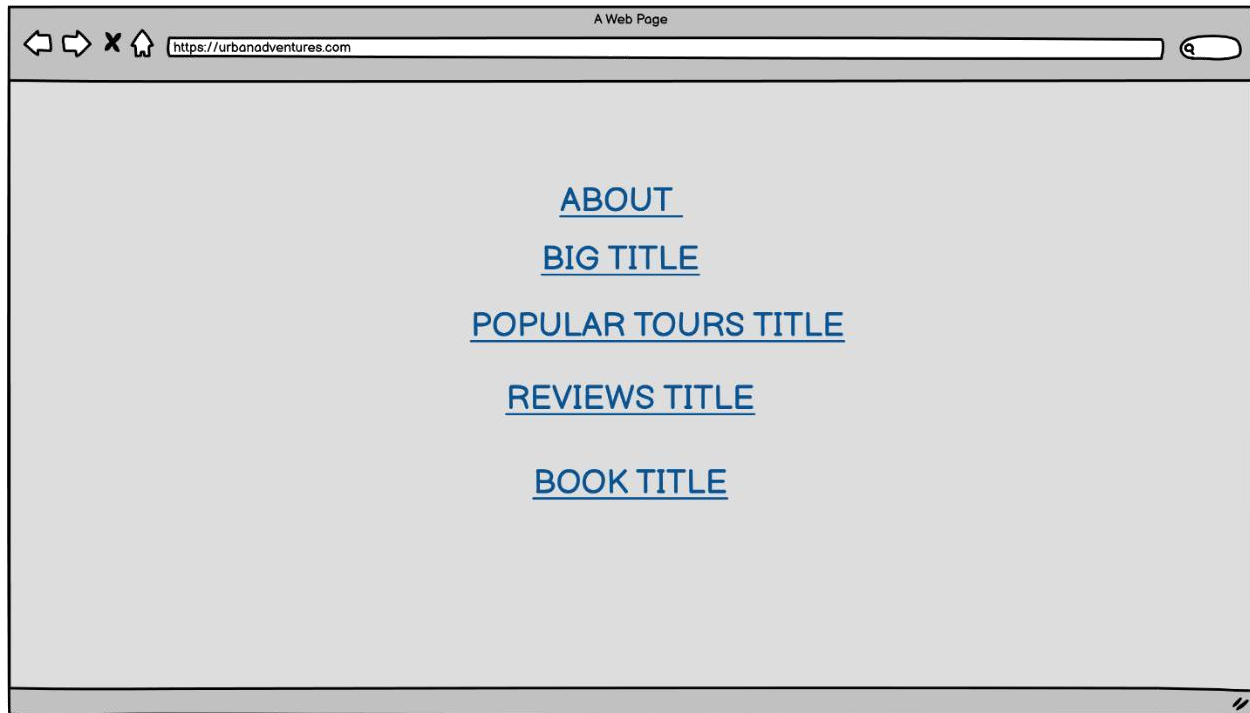 A Web Page
https://urbanadventures.com
ABOUT
BIG TITLE
POPULAR TOURS TITLE
REVIEWS TITLE
BOOK TITLE